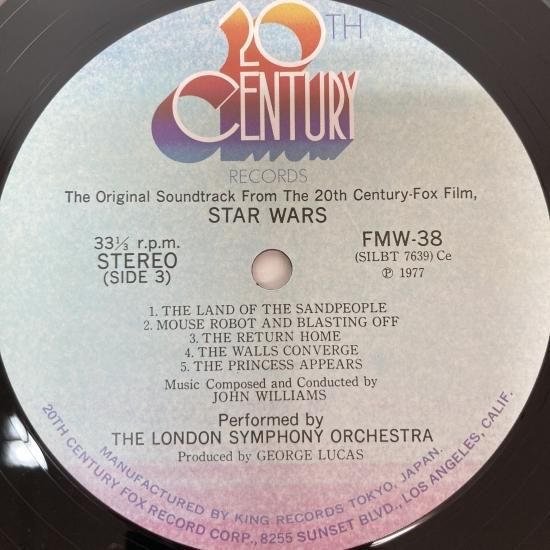 20TH
CENTURY
RECORDS
The Original Soundtrack From The 20th Century-Fox Film,
STAR WARS
33⅓ r.p.m.
STEREO
(SIDE 3)
FMW-38
(SILBT 7639) Ce
℗ 1977
1. THE LAND OF THE SANDPEOPLE
2. MOUSE ROBOT AND BLASTING OFF
3. THE RETURN HOME
4. THE WALLS CONVERGE
5. THE PRINCESS APPEARS
Music Composed and Conducted by
JOHN WILLIAMS
Performed by
THE LONDON SYMPHONY ORCHESTRA
Produced by GEORGE LUCAS
MANUFACTURED BY KING RECORDS TOKYO, JAPAN.
20TH CENTURY FOX RECORD CORP., 8255 SUNSET BLVD., LOS ANGELES, CALIF.